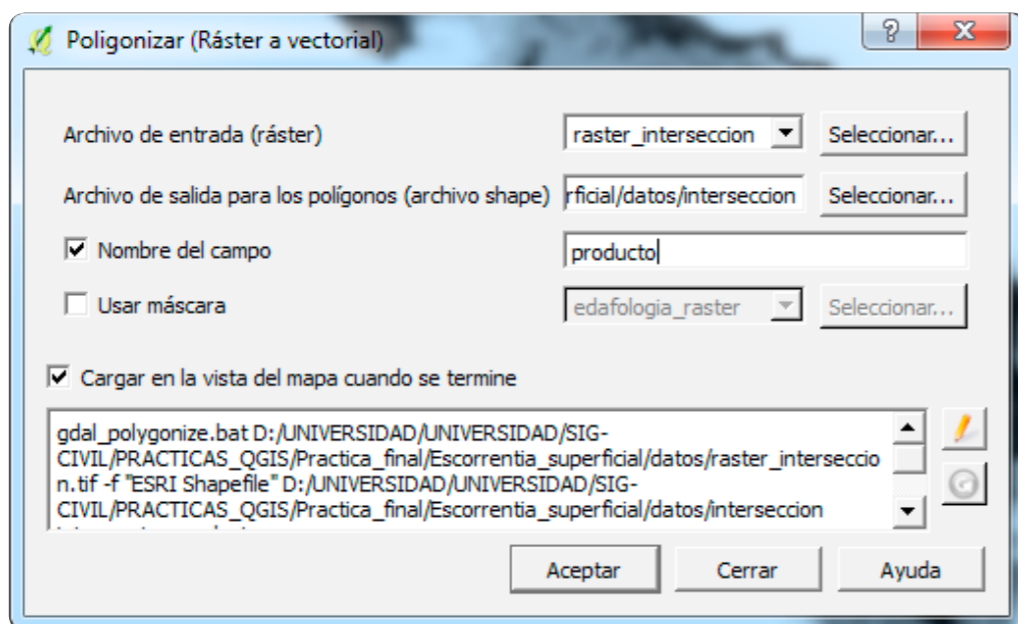 Poligonizar (Ráster a vectorial)
Archivo de entrada (ráster)
raster_interseccion
Seleccionar...
Archivo de salida para los polígonos (archivo shape)
rficial/datos/interseccion
Seleccionar...
Nombre del campo
producto
Usar máscara
edafologia_raster
Seleccionar...
Cargar en la vista del mapa cuando se termine
gdal_polygonize.bat D:/UNIVERSIDAD/UNIVERSIDAD/SIG-
CIVIL/PRACTICAS_QGIS/Practica_final/Escorrentia_superficial/datos/raster_interseccio
n.tif -f "ESRI Shapefile" D:/UNIVERSIDAD/UNIVERSIDAD/SIG-
CIVIL/PRACTICAS_QGIS/Practica_final/Escorrentia_superficial/datos/interseccion
Aceptar
Cerrar
Ayuda